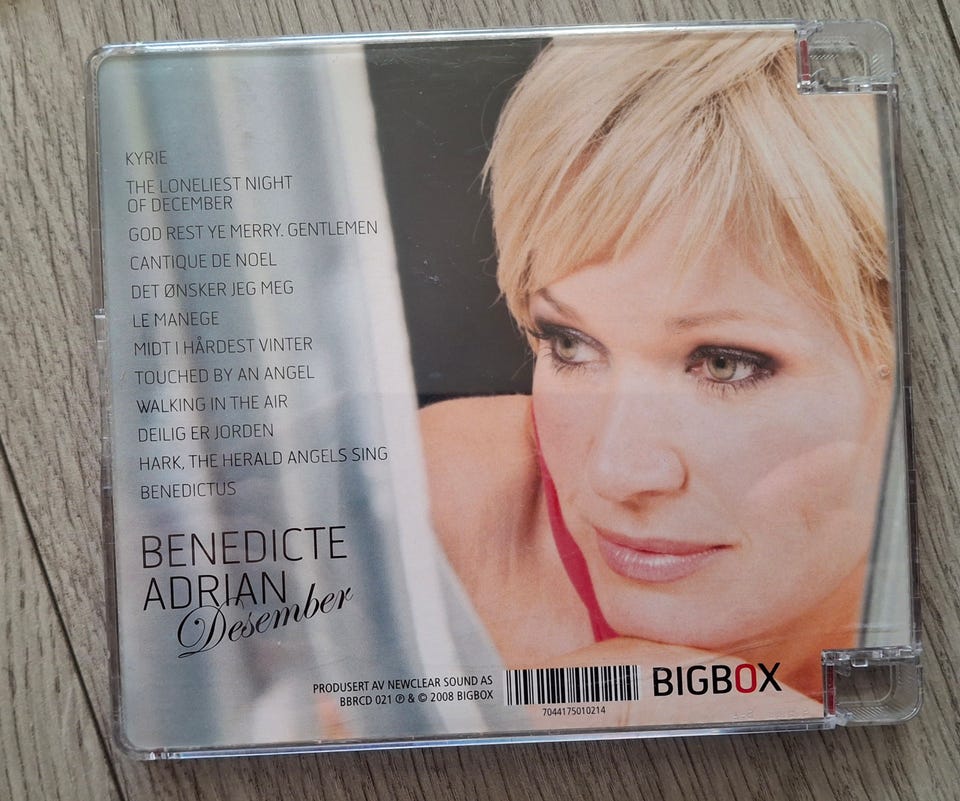 KYRIE
THE LONELIEST NIGHT
OF DECEMBER
GOD REST YE MERRY. GENTLEMEN
CANTIQUE DE NOEL
DET ØNSKER JEG MEG
LE MANEGE
MIDT I HÅRDEST VINTER
TOUCHED BY AN ANGEL
WALKING IN THE AIR
DEILIG ER JORDEN
HARK, THE HERALD ANGELS SING
BENEDICTUS
BENEDICTE
ADRIAN
Desember
PRODUSERT AV NEWCLEAR SOUND AS
BBRCD 021 ℗ & © 2008 BIGBOX
7044175010214
BIGBOX